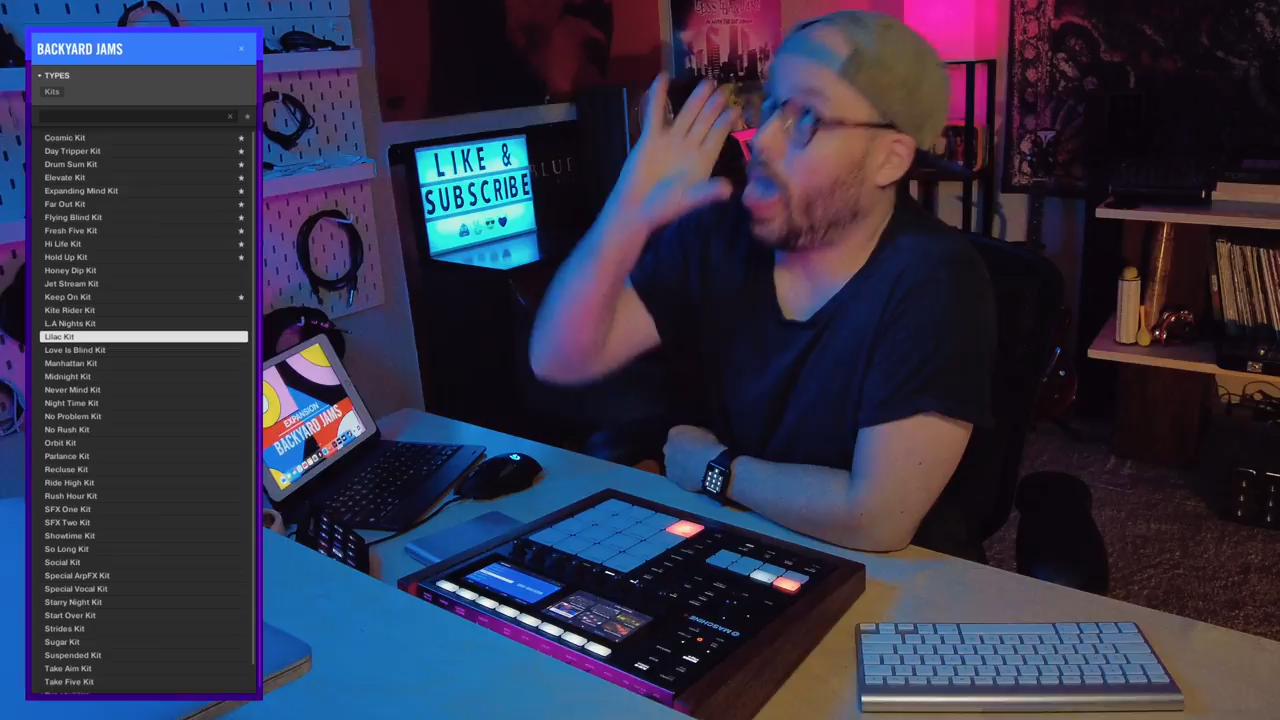 BACKYARD JAMS
TYPES
Kits
Cosmic Kit
Day Tripper Kit
Drum Sum Kit
Elevate Kit
Expanding Mind Kit
Far Out Kit
Flying Blind Kit
Fresh Five Kit
Hi Life Kit
Hold Up Kit
Honey Dip Kit
Jet Stream Kit
Keep On Kit
Kite Rider Kit
L.A Nights Kit
Lilac Kit
Love Is Blind Kit
Manhattan Kit
Midnight Kit
Never Mind Kit
Night Time Kit
No Problem Kit
No Rush Kit
Orbit Kit
Parlance Kit
Recluse Kit
Ride High Kit
Rush Hour Kit
SFX One Kit
SFX Two Kit
Showtime Kit
So Long Kit
Social Kit
Special ArpFX Kit
Special Vocal Kit
Starry Night Kit
Start Over Kit
Strides Kit
Sugar Kit
Suspended Kit
Take Aim Kit
Take Five Kit
LIKE &
SUBSCRIBE
EXPANSION
BACKYARD JAMS
MASCHINE